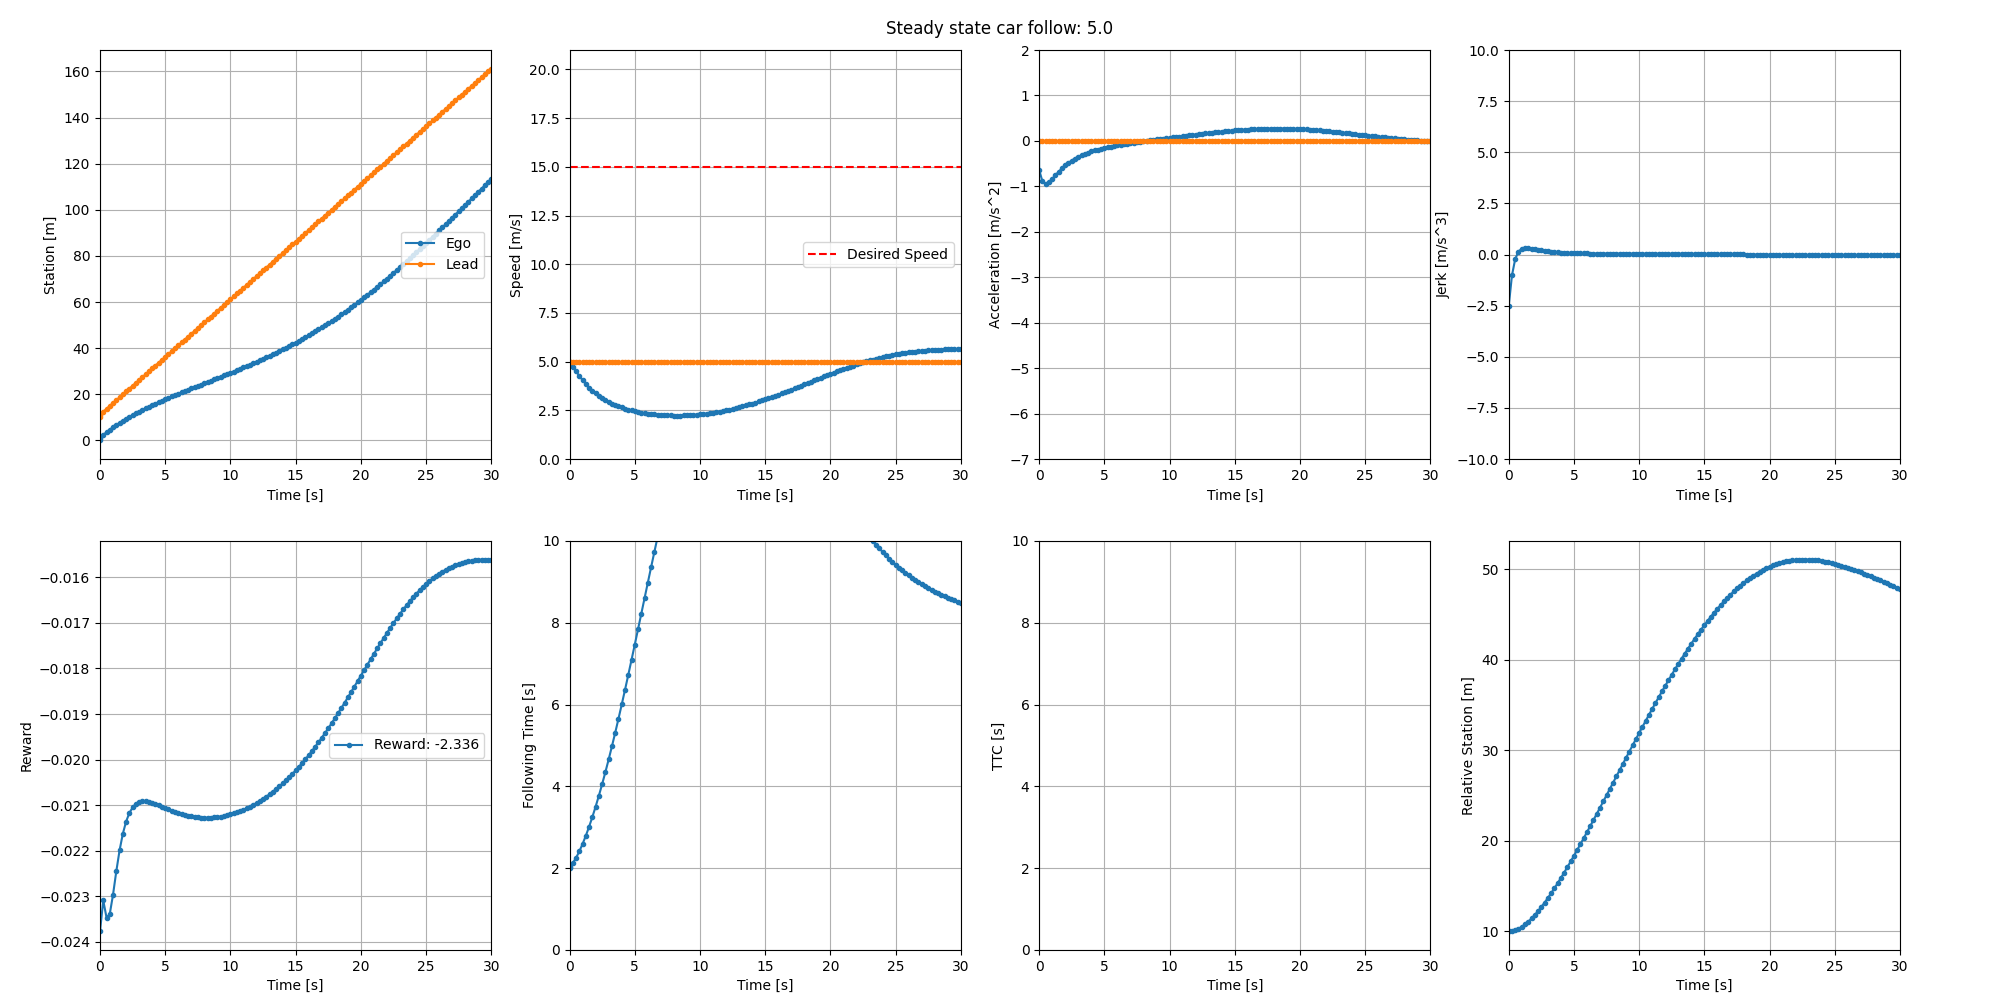 Steady state car follow: 5.0
Station [m]
160
140
120
100
80
60
40
20
0
Ego
Lead
0 5 10 15 20 25 30
Time [s]
Speed [m/s]
20.0
17.5
15.0
12.5
10.0
7.5
5.0
2.5
0.0
Desired Speed
0 5 10 15 20 25 30
Time [s]
Acceleration [m/s^2]
2
1
0
−1
−2
−3
−4
−5
−6
−7
0 5 10 15 20 25 30
Time [s]
Jerk [m/s^3]
10.0
7.5
5.0
2.5
0.0
−2.5
−5.0
−7.5
−10.0
0 5 10 15 20 25 30
Time [s]
Reward
−0.016
−0.017
−0.018
−0.019
−0.020
−0.021
−0.022
−0.023
−0.024
Reward: -2.336
0 5 10 15 20 25 30
Time [s]
Following Time [s]
10
8
6
4
2
0
0 5 10 15 20 25 30
Time [s]
TTC [s]
10
8
6
4
2
0
0 5 10 15 20 25 30
Time [s]
Relative Station [m]
50
40
30
20
10
0 5 10 15 20 25 30
Time [s]